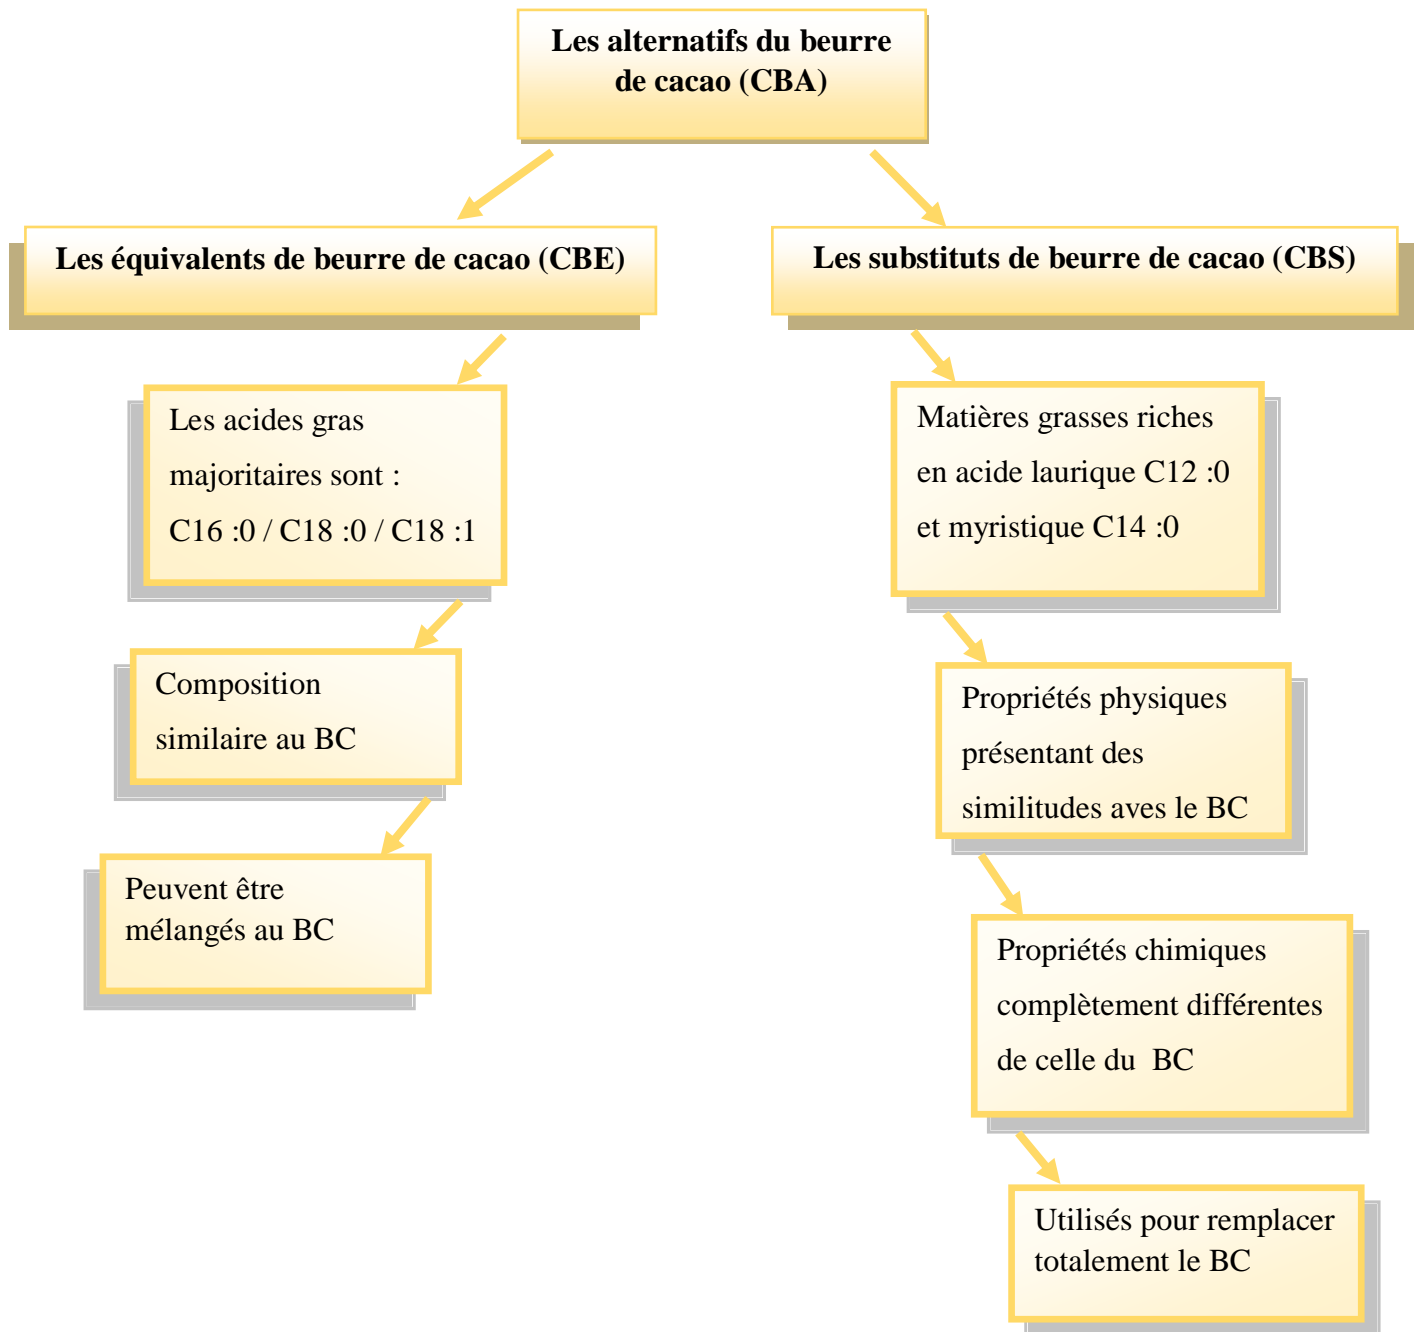 Les alternatifs du beurre
de cacao (CBA)
Les équivalents de beurre de cacao (CBE)
Les substituts de beurre de cacao (CBS)
Les acides gras
majoritaires sont :
C16 :0 / C18 :0 / C18 :1
Composition
similaire au BC
Peuvent être
mélangés au BC
Matières grasses riches
en acide laurique C12 :0
et myristique C14 :0
Propriétés physiques
présentant des
similitudes aves le BC
Propriétés chimiques
complètement différentes
de celle du  BC
Utilisés pour remplacer
totalement le BC